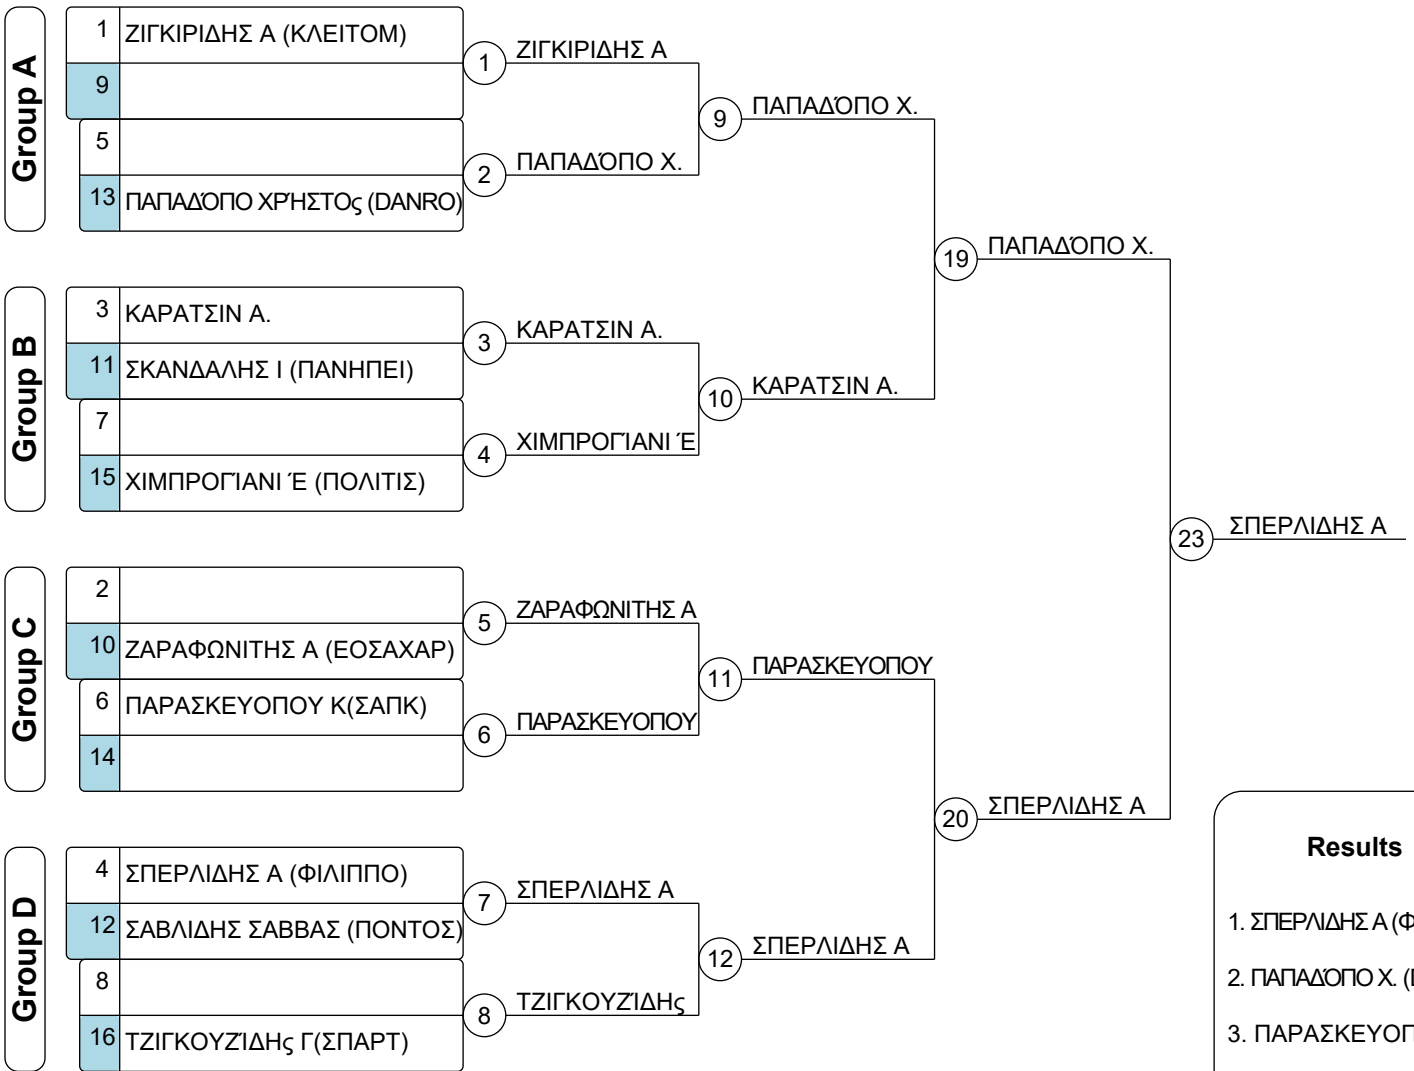 Group A
1 ΖΙΓΚΙΡΙΔΗΣ Α (ΚΛΕΙΤΟΜ)
9
5
13 ΠΑΠΑΔΌΠΟ ΧΡΉΣΤΟς (DANRO)
1 ΖΙΓΚΙΡΙΔΗΣ Α
2 ΠΑΠΑΔΌΠΟ Χ.
9 ΠΑΠΑΔΌΠΟ Χ.
Group B
3 ΚΑΡΑΤΣΙΝ Α.
11 ΣΚΑΝΔΑΛΗΣ Ι (ΠΑΝΗΠΕΙ)
7
15 ΧΙΜΠΡΟΓΊΑΝΙ Έ (ΠΟΛΙΤΙΣ)
3 ΚΑΡΑΤΣΙΝ Α.
4 ΧΙΜΠΡΟΓΊΑΝΙ Έ
10 ΚΑΡΑΤΣΙΝ Α.
19 ΠΑΠΑΔΌΠΟ Χ.
Group C
2
10 ΖΑΡΑΦΩΝΙΤΗΣ Α (ΕΟΣΑΧΑΡ)
6 ΠΑΡΑΣΚΕΥΟΠΟΥ Κ(ΣΑΠΚ)
14
5 ΖΑΡΑΦΩΝΙΤΗΣ Α
6 ΠΑΡΑΣΚΕΥΟΠΟΥ
11 ΠΑΡΑΣΚΕΥΟΠΟΥ
Group D
4 ΣΠΕΡΛΙΔΗΣ Α (ΦΙΛΙΠΠΟ)
12 ΣΑΒΛΙΔΗΣ ΣΑΒΒΑΣ (ΠΟΝΤΟΣ)
8
16 ΤΖΙΓΚΟΥΖΊΔΗς Γ(ΣΠΑΡΤ)
7 ΣΠΕΡΛΙΔΗΣ Α
8 ΤΖΙΓΚΟΥΖΊΔΗς
12 ΣΠΕΡΛΙΔΗΣ Α
20 ΣΠΕΡΛΙΔΗΣ Α
23 ΣΠΕΡΛΙΔΗΣ Α
Results
1. ΣΠΕΡΛΙΔΗΣ Α (Φ
2. ΠΑΠΑΔΌΠΟ Χ.
3.